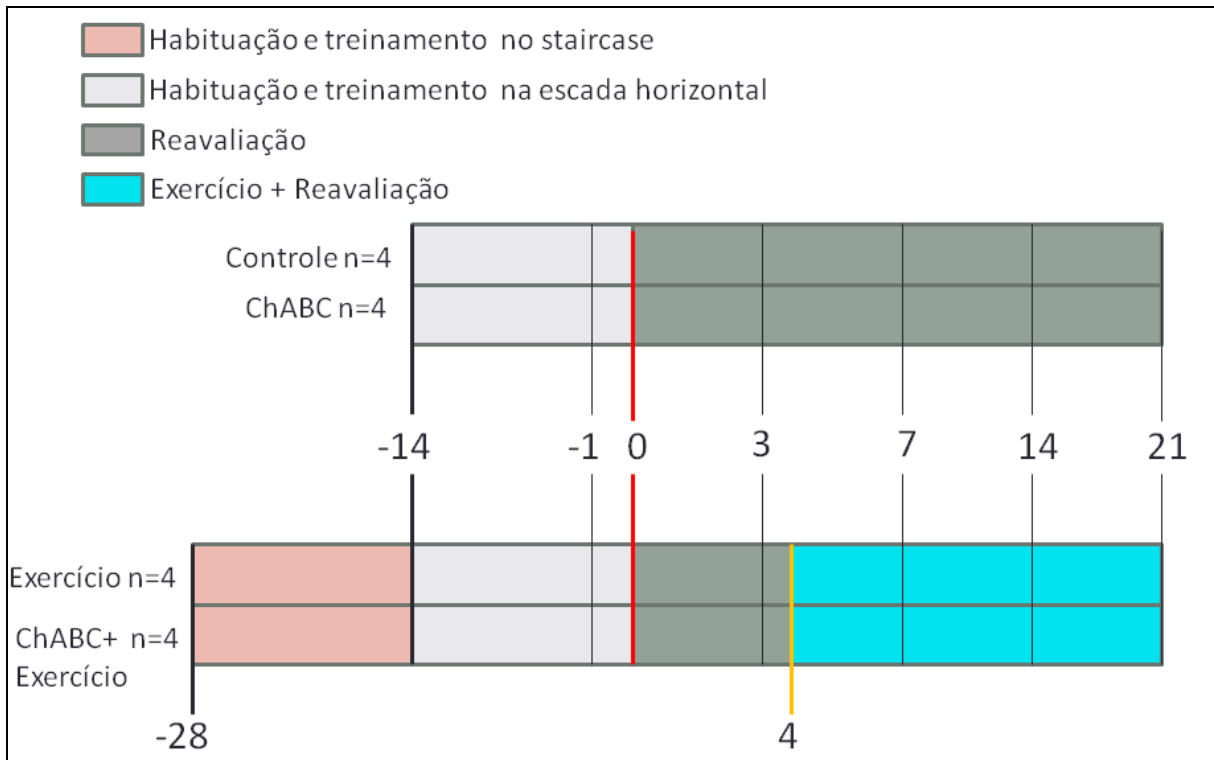 Habituação e treinamento no staircase
Habituação e treinamento na escada horizontal
Reavaliação
Exercício + Reavaliação
Controle n=4
ChABC n=4
-14 -1 0 3 7 14 21
Exercício n=4
ChABC+ n=4
Exercício
-28 4